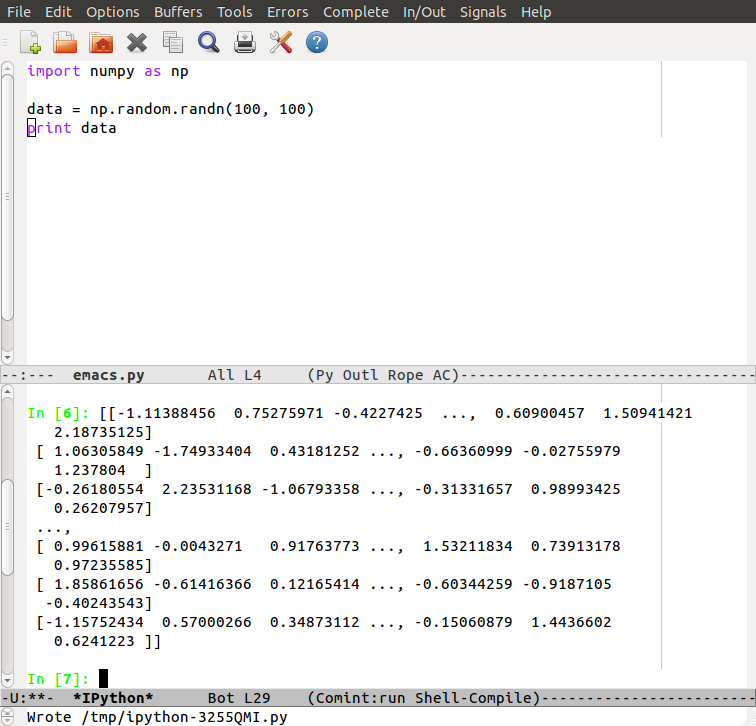 File Edit Options Buffers Tools Errors Complete In/Out Signals Help
import numpy as np
data = np.random.randn(100, 100)
print data
--:--- emacs.py All L4 (Py Outl Rope AC)---------------------------------
In [6]: [[-1.11388456 0.75275971 -0.4227425 ..., 0.60900457 1.50941421
2.18735125]
[ 1.06305849 -1.74933404 0.43181252 ..., -0.66360999 -0.02755979
1.237804 ]
[-0.26180554 2.23531168 -1.06793358 ..., -0.31331657 0.98993425
0.26207957]
...,
[ 0.99615881 -0.0043271 0.91763773 ..., 1.53211834 0.73913178
0.97235585]
[ 1.85861656 -0.61416366 0.12165414 ..., -0.60344259 -0.9187105
-0.40243543]
[-1.15752434 0.57000266 0.34873112 ..., -0.15060879 1.4436602
0.6241223 ]]
In [7]:
-U:**- *IPython* Bot L29 (Comint:run Shell-Compile)------------------------
Wrote /tmp/ipython-3255QMI.py